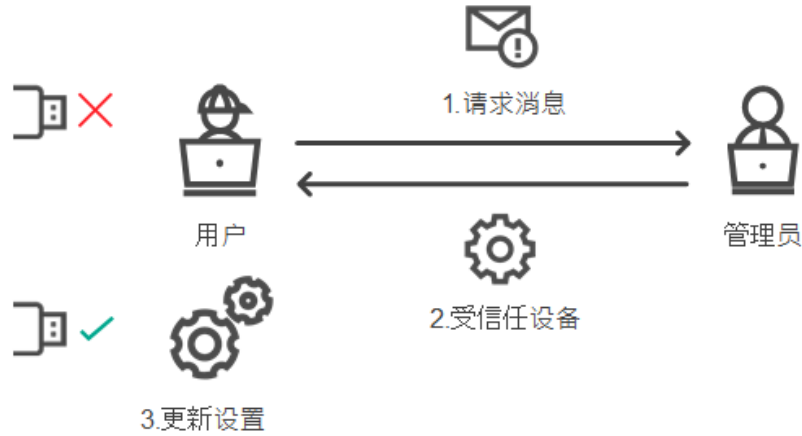 1.请求消息
用户
管理员
2.受信任设备
3.更新设置